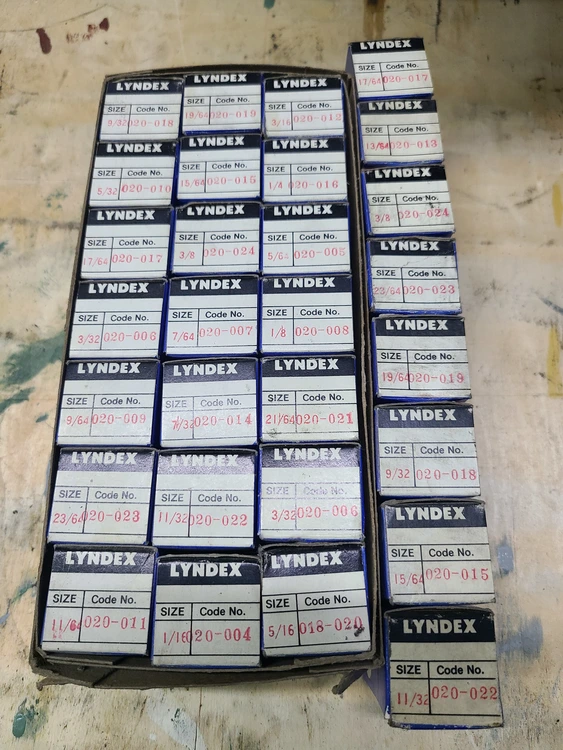 LYNDEX
SIZE Code No.
9/32 020-018
LYNDEX
SIZE Code No.
19/64 020-019
LYNDEX
SIZE Code No.
3/16 020-012
LYNDEX
SIZE Code No.
5/32 020-010
LYNDEX
SIZE Code No.
15/64 020-015
LYNDEX
SIZE Code No.
1/4 020-016
LYNDEX
SIZE Code No.
17/64 020-017
LYNDEX
SIZE Code No.
3/8 020-024
LYNDEX
SIZE Code No.
5/64 020-005
LYNDEX
SIZE Code No.
3/32 020-006
LYNDEX
SIZE Code No.
7/64 020-007
LYNDEX
SIZE Code No.
1/8 020-008
LYNDEX
SIZE Code No.
9/64 020-009
LYNDEX
SIZE Code No.
7/32 020-014
LYNDEX
SIZE Code No.
21/64 020-021
LYNDEX
SIZE Code No.
23/64 020-023
LYNDEX
SIZE Code No.
11/32 020-022
LYNDEX
SIZE Code No.
3/32 020-006
LYNDEX
SIZE Code No.
11/64 020-011
LYNDEX
SIZE Code No.
1/16 020-004
LYNDEX
SIZE Code No.
5/16 018-020
LYNDEX
SIZE Code No.
17/64 020-017
LYNDEX
SIZE Code No.
13/64 020-013
LYNDEX
SIZE Code No.
3/8 020-024
LYNDEX
SIZE Code No.
23/64 020-023
LYNDEX
SIZE Code No.
19/64 020-019
LYNDEX
SIZE Code No.
9/32 020-018
LYNDEX
SIZE Code No.
15/64 020-015
LYNDEX
SIZE Code No.
11/32 020-022